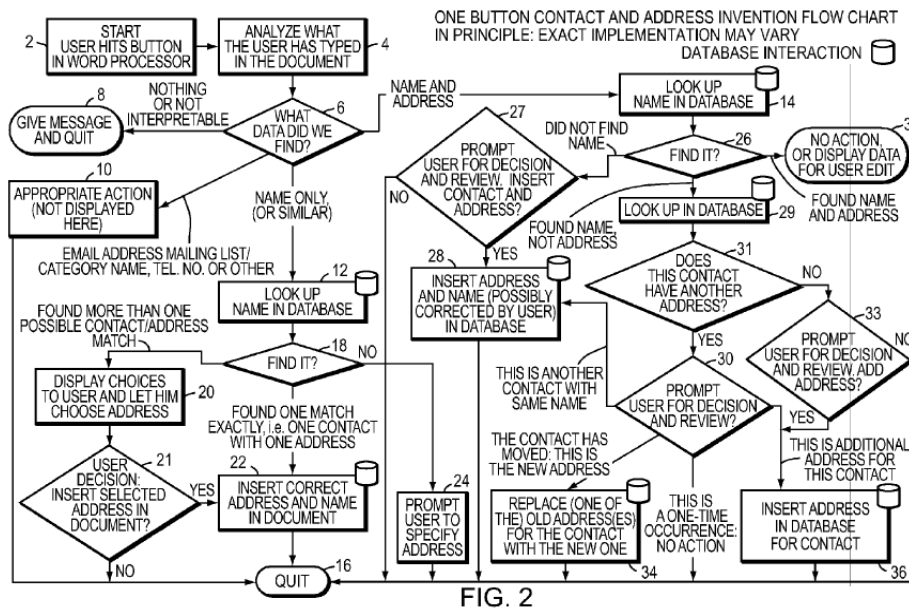 ONE BUTTON CONTACT AND ADDRESS INVENTION FLOW CHART
IN PRINCIPLE: EXACT IMPLEMENTATION MAY VARY
DATABASE INTERACTION
2
START
USER HITS BUTTON
IN WORD PROCESSOR
ANALYZE WHAT
THE USER HAS TYPED
IN THE DOCUMENT
4
6
WHAT
DATA DID WE
FIND?
NOTHING
OR NOT
INTERPRETABLE
8
GIVE MESSAGE
AND QUIT
10
APPROPRIATE ACTION
(NOT DISPLAYED
HERE)
EMAIL ADDRESS MAILING LIST/
CATEGORY NAME, TEL. NO. OR OTHER
NAME ONLY,
(OR SIMILAR)
12
LOOK UP
NAME IN DATABASE
18
FIND IT?
NO
FOUND MORE THAN ONE
POSSIBLE CONTACT/ADDRESS
MATCH
DISPLAY CHOICES
TO USER AND LET HIM
CHOOSE ADDRESS
20
21
USER
DECISION:
INSERT SELECTED
ADDRESS IN
DOCUMENT?
YES
NO
FOUND ONE MATCH
EXACTLY, i.e. ONE CONTACT
WITH ONE ADDRESS
22
INSERT CORRECT
ADDRESS AND NAME
IN DOCUMENT
24
PROMPT
USER TO
SPECIFY
ADDRESS
16
QUIT
NAME AND
ADDRESS
LOOK UP
NAME IN DATABASE
14
26
FIND IT?
DID NOT FIND
NAME
27
PROMPT
USER FOR DECISION
AND REVIEW. INSERT
CONTACT AND
ADDRESS?
NO
YES
28
INSERT ADDRESS
AND NAME (POSSIBLY
CORRECTED BY USER)
IN DATABASE
3
NO ACTION,
OR DISPLAY DATA
FOR USER EDIT
FOUND NAME
AND ADDRESS
FOUND NAME,
NOT ADDRESS
LOOK UP IN DATABASE
29
31
DOES
THIS CONTACT
HAVE ANOTHER
ADDRESS?
NO
YES
33
PROMPT
USER FOR DECISION
AND REVIEW. ADD
ADDRESS?
NO
YES
30
PROMPT
USER FOR DECISION
AND REVIEW?
THIS IS ANOTHER
CONTACT WITH
SAME NAME
THE CONTACT HAS
MOVED: THIS IS
THE NEW ADDRESS
REPLACE (ONE OF
THE) OLD ADDRESS(ES)
FOR THE CONTACT
WITH THE NEW ONE
34
THIS IS
A ONE-TIME
OCCURRENCE:
NO ACTION
THIS IS ADDITIONAL
ADDRESS FOR
THIS CONTACT
INSERT ADDRESS
IN DATABASE
FOR CONTACT
36
FIG. 2